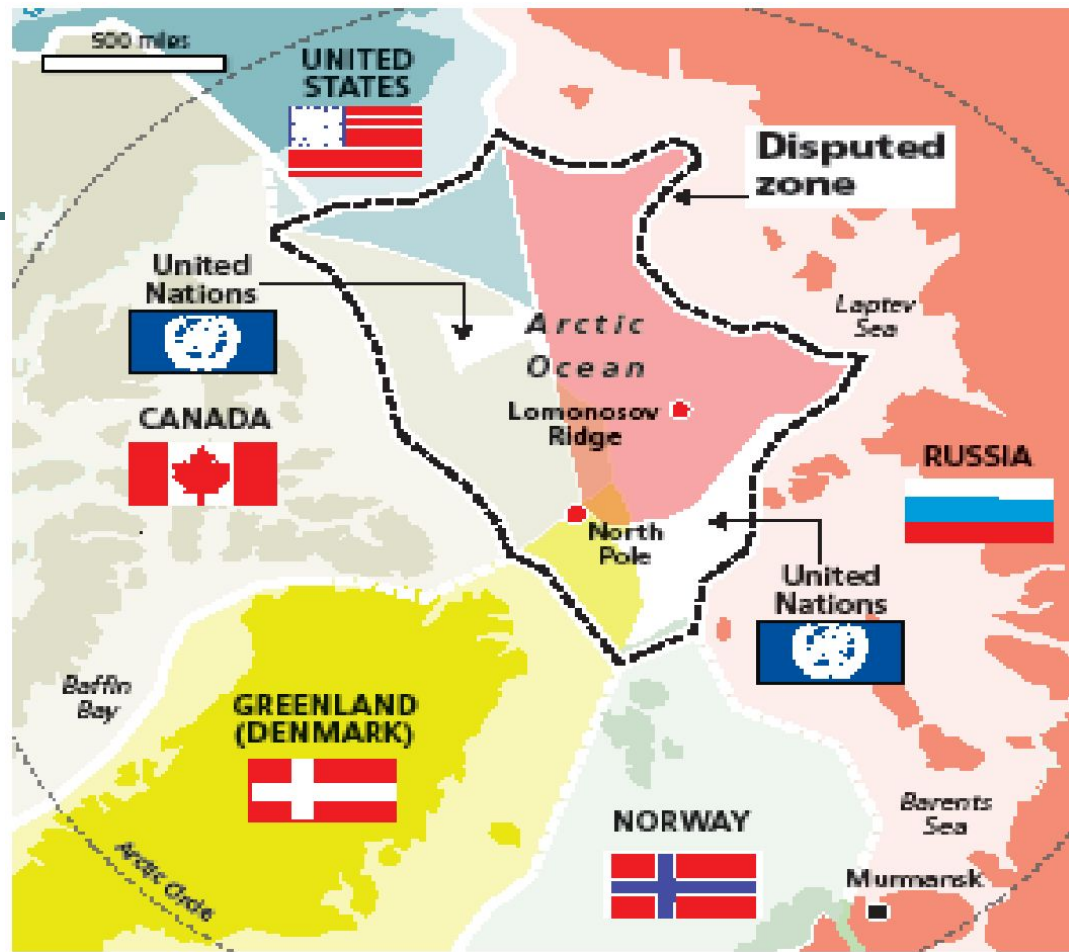 500 miles
UNITED
STATES
Disputed
zone
United
Nations
Laptev
Sea
Arctic
Ocean
CANADA
Lomonosov
Ridge
RUSSIA
North
Pole
United
Nations
Baffin
Bay
GREENLAND
(DENMARK)
Barents
Sea
NORWAY
Arctic Circle
Murmansk